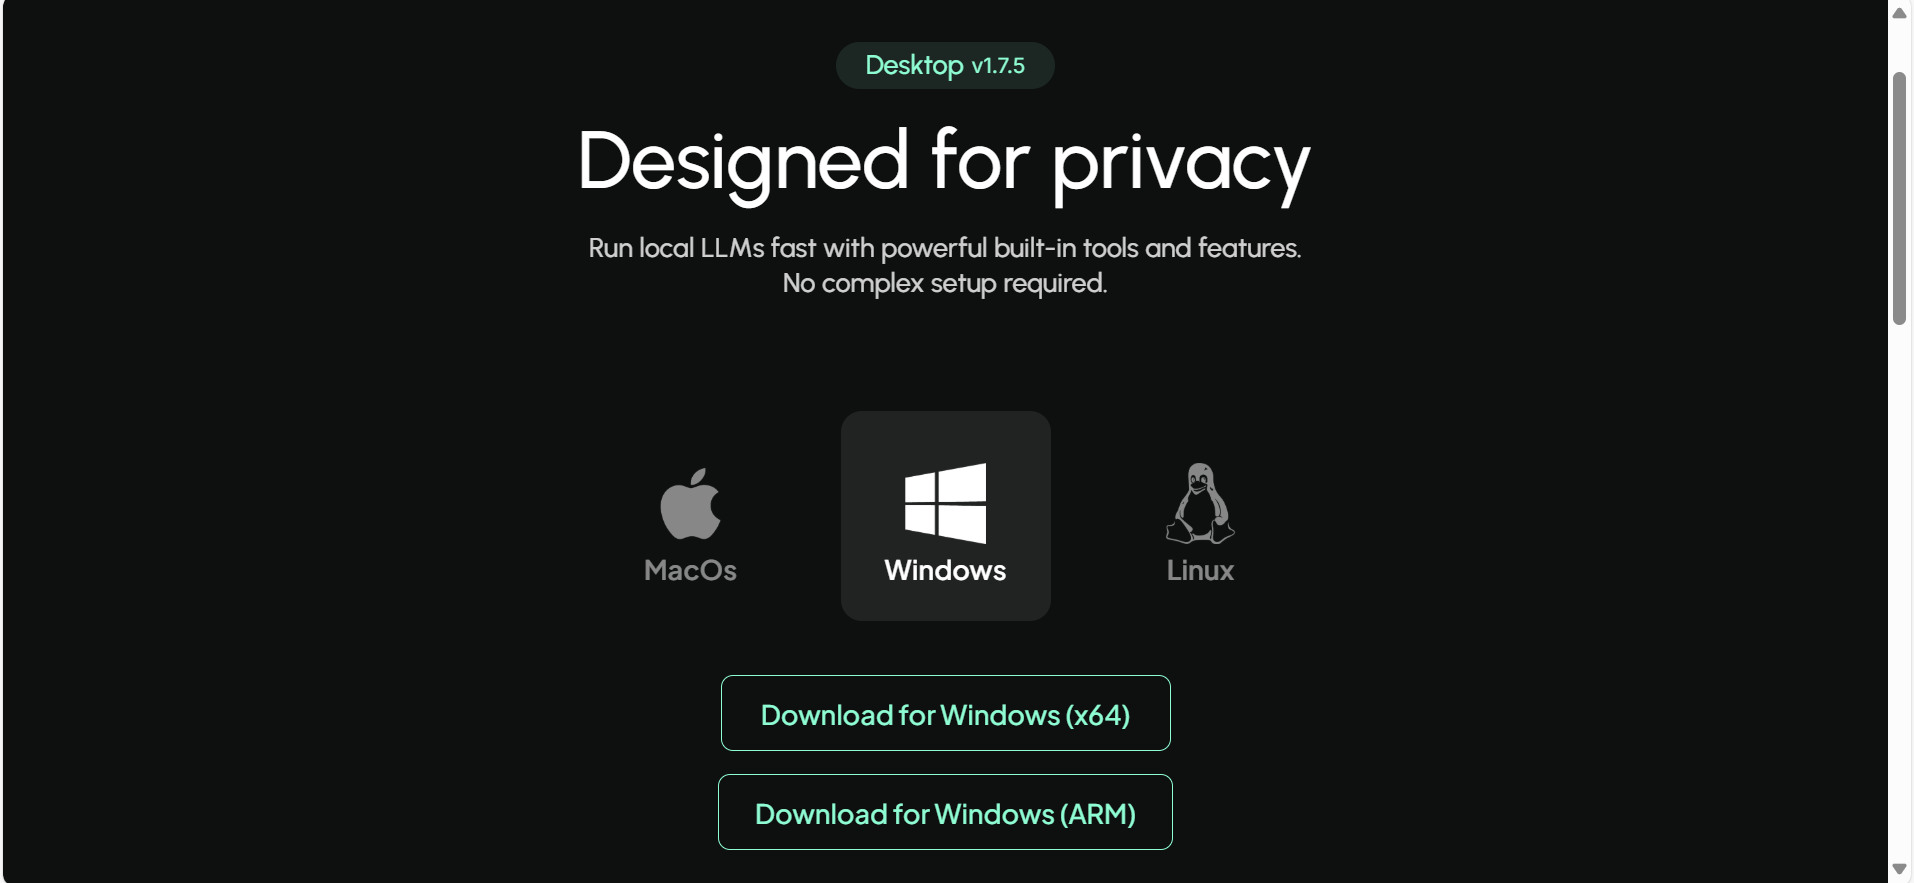 Desktop v1.7.5
Designed for privacy
Run local LLMs fast with powerful built-in tools and features.
No complex setup required.
MacOs
Windows
Linux
Download for Windows (x64)
Download for Windows (ARM)